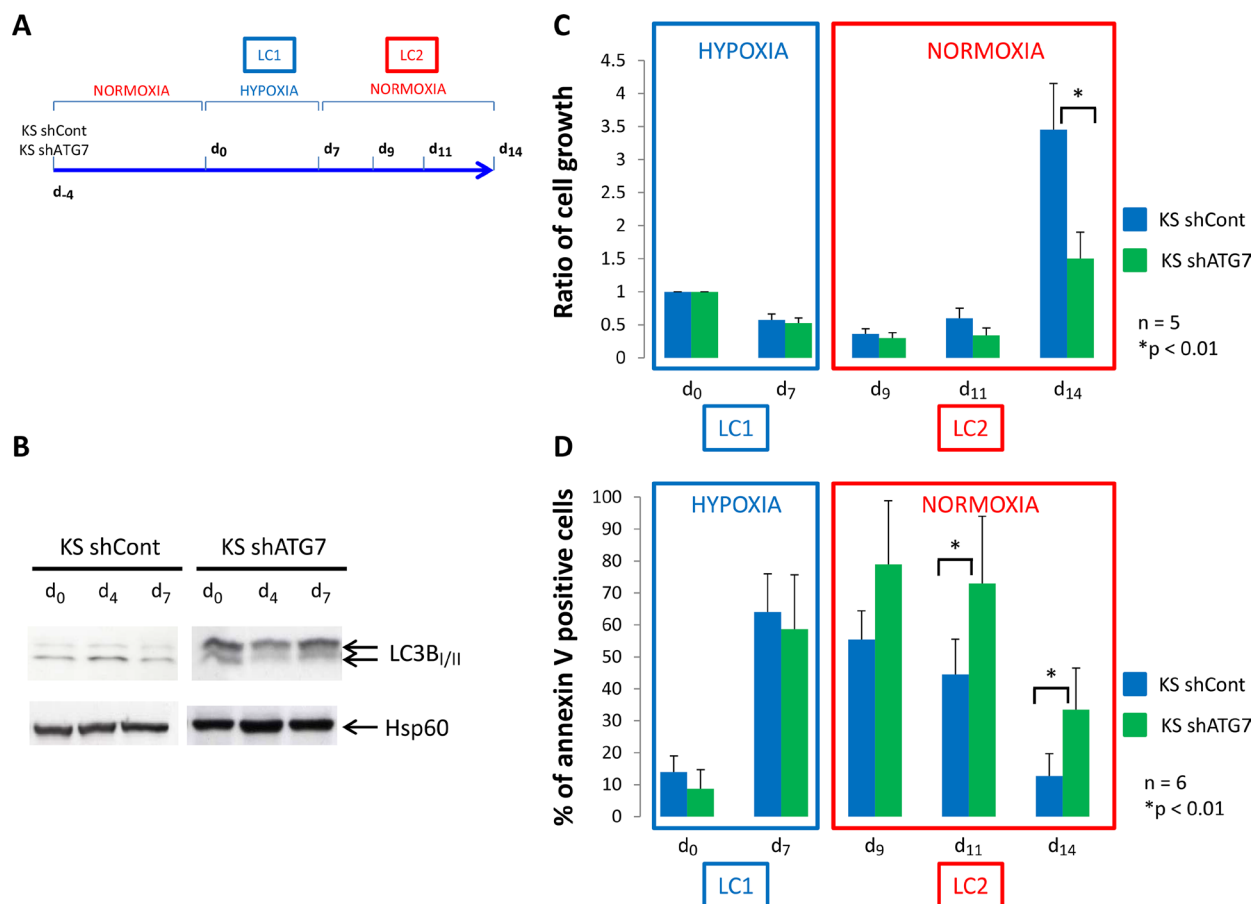 A
LC1
LC2
NORMOXIA
HYPOXIA
NORMOXIA
KS shCont
KS shATG7
d0
d7
d9
d11
d14
d-4
B
KS shCont
KS shATG7
d0
d4
d7
d0
d4
d7
LC3BI/II
Hsp60
C
HYPOXIA
NORMOXIA
Ratio of cell growth
4.5
4
3.5
3
2.5
2
1.5
1
0.5
0
*
KS shCont
KS shATG7
n = 5
*p < 0.01
d0
d7
d9
d11
d14
LC1
LC2
D
HYPOXIA
NORMOXIA
% of annexin V positive cells
100
90
80
70
60
50
40
30
20
10
0
*
*
KS shCont
KS shATG7
n = 6
*p < 0.01
d0
d7
d9
d11
d14
LC1
LC2